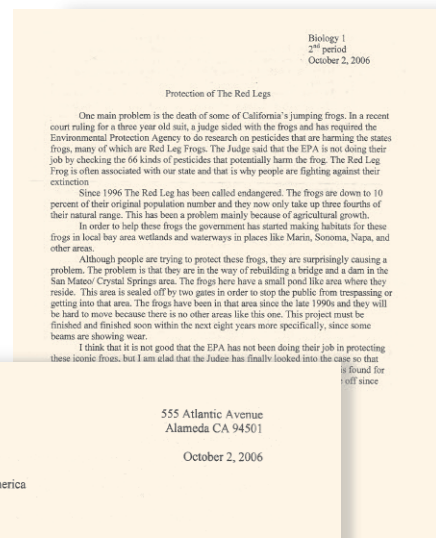 Biology 1
2nd period
October 2, 2006
Protection of The Red Legs
One main problem is the death of some of California's jumping frogs. In a recent
court ruling for a three year old suit, a judge sided with the frogs and has required the
Environmental Protection Agency to do research on pesticides that are harming the states
frogs, many of which are Red Leg Frogs. The Judge said that the EPA is not doing their
job by checking the 66 kinds of pesticides that potentially harm the frog. The Red Leg
Frog is often associated with our state and that is why people are fighting against their
extinction
Since 1996 The Red Leg has been called endangered. The frogs are down to 10
percent of their original population number and they now only take up three fourths of
their natural range. This has been a problem mainly because of agricultural growth.
In order to help these frogs the government has started making habitats for these
frogs in local bay area wetlands and waterways in places like Marin, Sonoma, Napa, and
other areas.
Although people are trying to protect these frogs, they are surprisingly causing a
problem. The problem is that they are in the way of rebuilding a bridge and a dam in the
San Mateo/ Crystal Springs area. The frogs here have a small pond like area where they
reside. This area is sealed off by two gates in order to stop the public from trespassing or
getting into that area. The frogs have been in that area since the late 1990s and they will
be hard to move because there is no other areas like this one. This project must be
finished and finished soon within the next eight years more specifically, since some
beams are showing wear.
I think that it is not good that the EPA has not been doing their job in protecting
these iconic frogs, but I am glad that the Judge has finally looked into the case so that
is found for
off since
555 Atlantic Avenue
Alameda CA 94501
October 2, 2006
erica